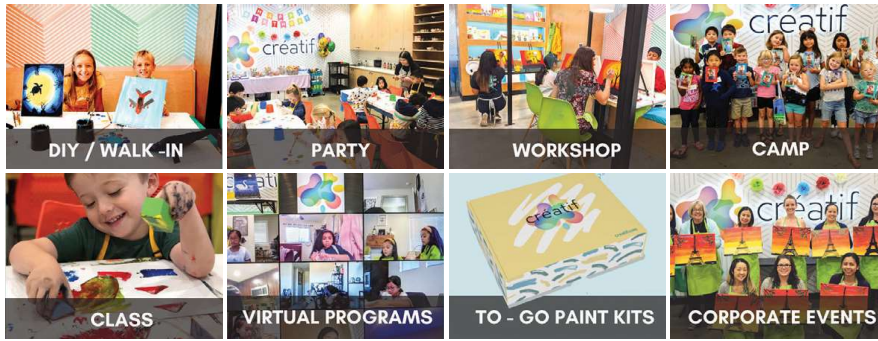 créatif
créatif
DIY / WALK -IN
PARTY
WORKSHOP
CAMP
créatif
créatif
CLASS
VIRTUAL PROGRAMS
TO - GO PAINT KITS
CORPORATE EVENTS